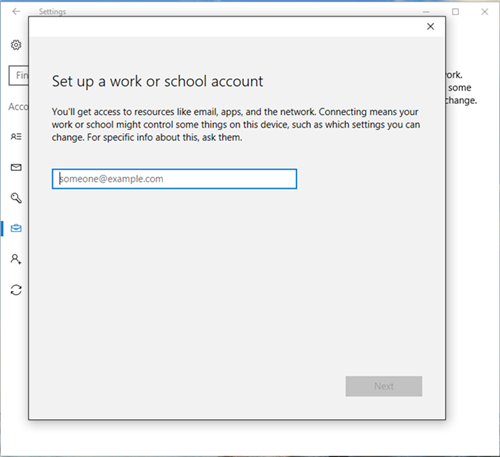 Settings
Set up a work or school account
You'll get access to resources like email, apps, and the network. Connecting means your
work or school might control some things on this device, such as which settings you can
change. For specific info about this, ask them.
someone@example.com
Next
Fin
Acco
ork.
some
change.